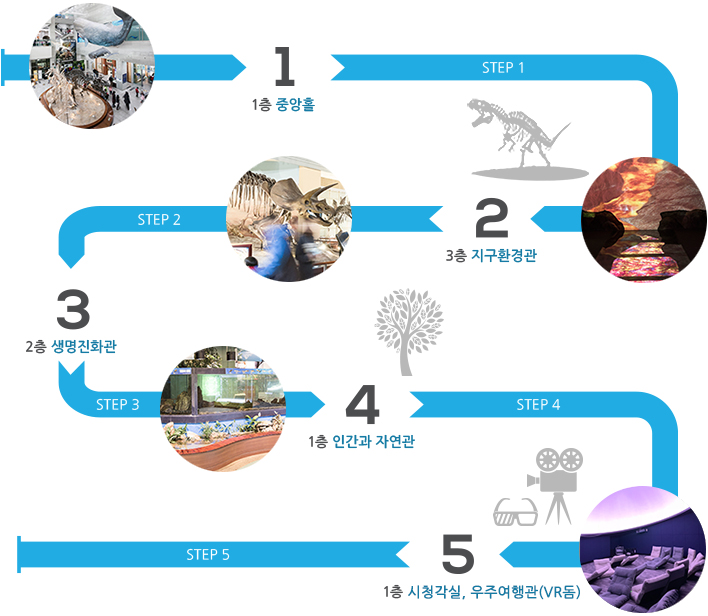 1
1층 중앙홀
STEP 1
2
3층 지구환경관
STEP 2
3
2층 생명진화관
STEP 3
4
1층 인간과 자연관
STEP 4
5
1층 시청각실, 우주여행관(VR돔)
STEP 5